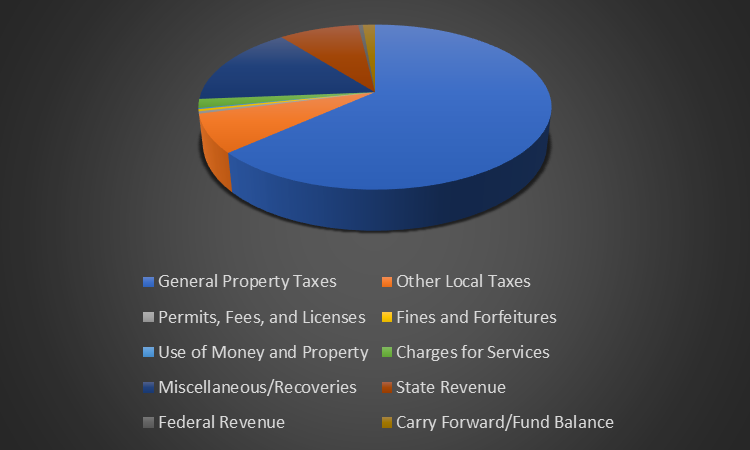 General Property Taxes
Other Local Taxes
Permits, Fees, and Licenses
Fines and Forfeitures
Use of Money and Property
Charges for Services
Miscellaneous/Recoveries
State Revenue
Federal Revenue
Carry Forward/Fund Balance